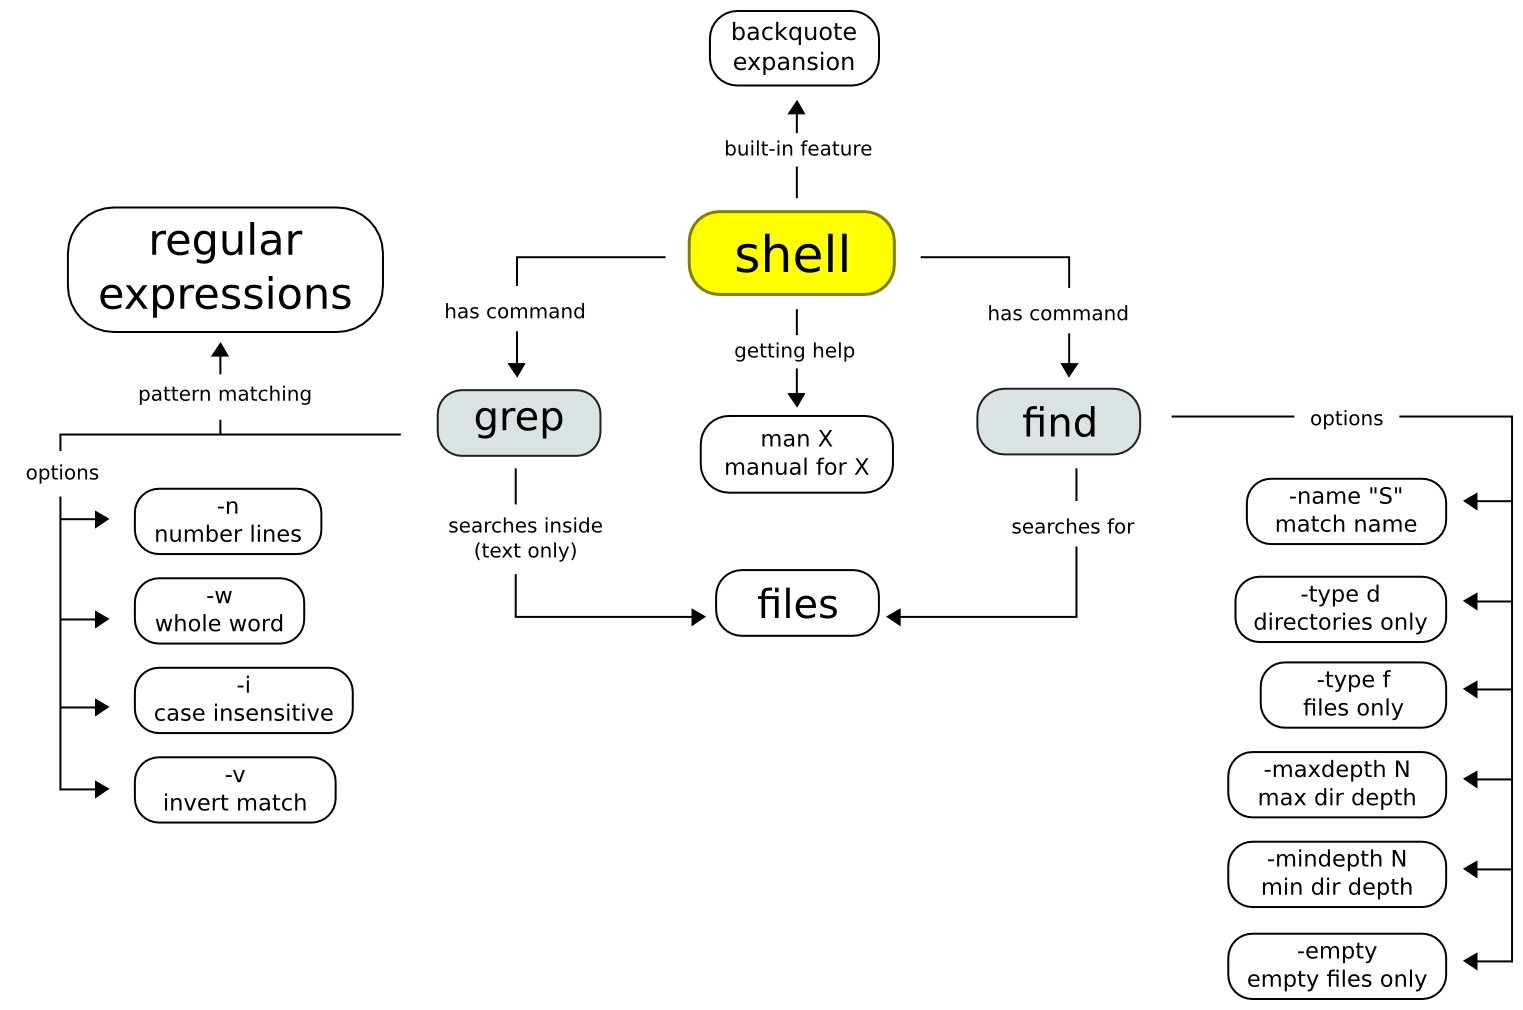 backquote
expansion
built-in feature
shell
regular
expressions
has command
has command
getting help
pattern matching
grep
man X
manual for X
find
options
options
-n
number lines
-w
whole word
-i
case insensitive
-v
invert match
searches inside
(text only)
searches for
files
-name "S"
match name
-type d
directories only
-type f
files only
-maxdepth N
max dir depth
-mindepth N
min dir depth
-empty
empty files only